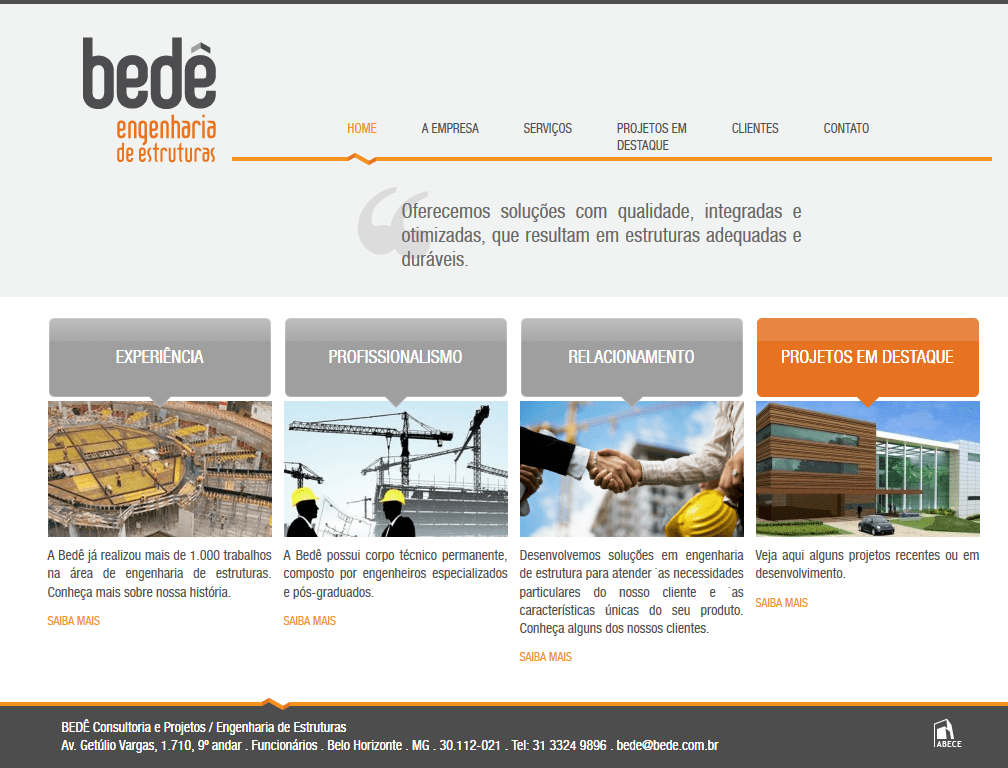 bedê
engenharia
de estruturas
HOME
A EMPRESA
SERVIÇOS
PROJETOS EM
DESTAQUE
CLIENTES
CONTATO
“
Oferecemos soluções com qualidade, integradas e
otimizadas, que resultam em estruturas adequadas e
duráveis.
EXPERIÊNCIA
A Bedê já realizou mais de 1.000 trabalhos
na área de engenharia de estruturas.
Conheça mais sobre nossa história.
SAIBA MAIS
PROFISSIONALISMO
A Bedê possui corpo técnico permanente,
composto por engenheiros especializados
e pós-graduados.
SAIBA MAIS
RELACIONAMENTO
Desenvolvemos soluções em engenharia
de estrutura para atender `as necessidades
particulares do nosso cliente e `as
características únicas do seu produto.
Conheça alguns dos nossos clientes.
SAIBA MAIS
PROJETOS EM DESTAQUE
Veja aqui alguns projetos recentes ou em
desenvolvimento.
SAIBA MAIS
BEDÊ Consultoria e Projetos / Engenharia de Estruturas
Av. Getúlio Vargas, 1.710, 9º andar . Funcionários . Belo Horizonte . MG . 30.112-021 . Tel: 31 3324 9896 . bede@bede.com.br
ABECE